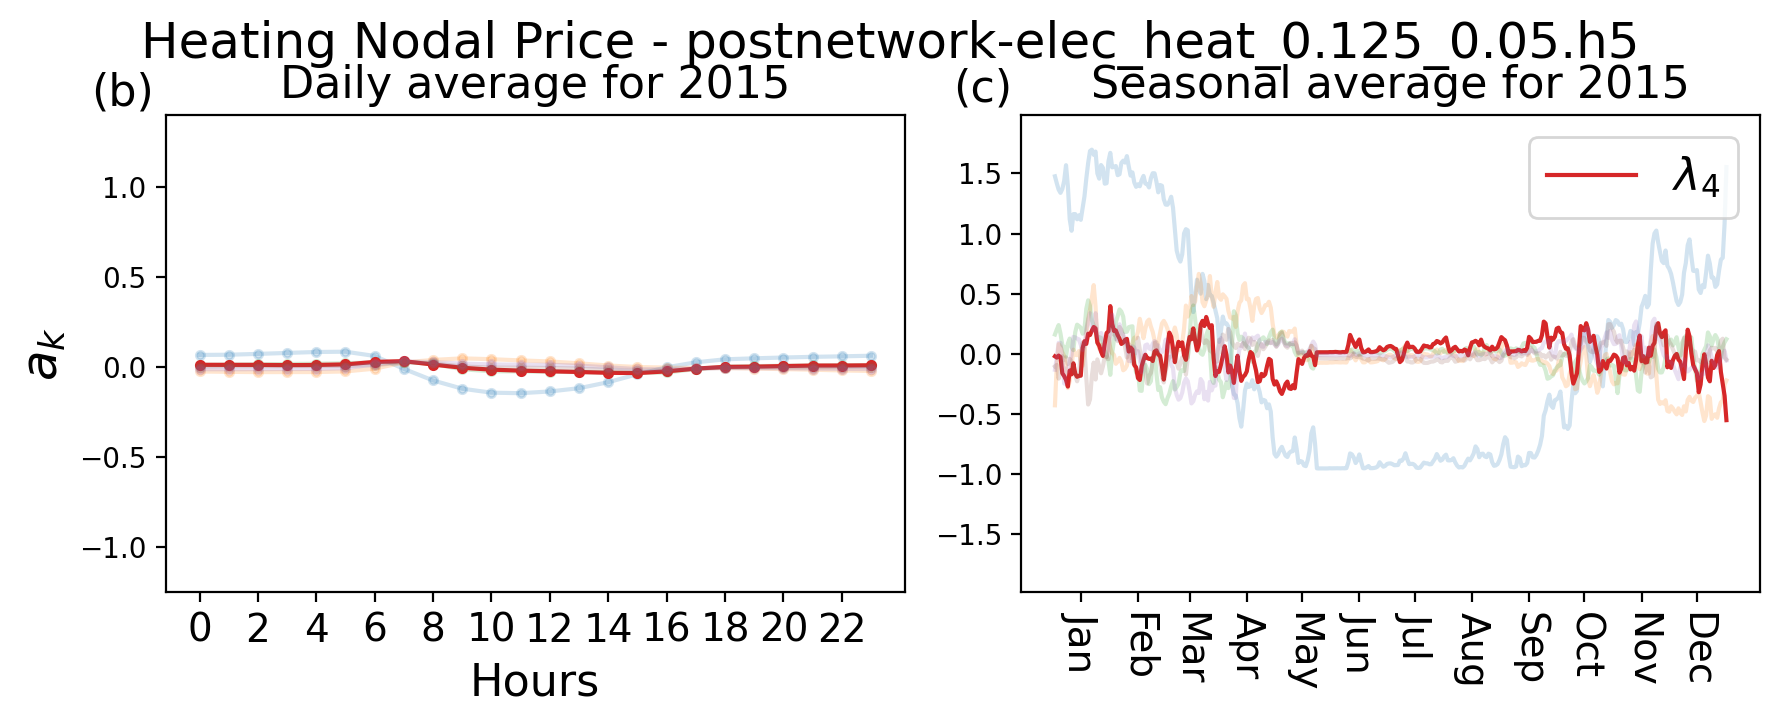 Heating Nodal Price - postnetwork-elec_heat_0.125_0.05.h5
(b) Daily average for 2015
1.0
0.5
0.0
−0.5
−1.0
a_k
0 2 4 6 8 10 12 14 16 18 20 22
Hours
(c) Seasonal average for 2015
λ_4
1.5
1.0
0.5
0.0
−0.5
−1.0
−1.5
Jan Feb Mar Apr May Jun Jul Aug Sep Oct Nov Dec